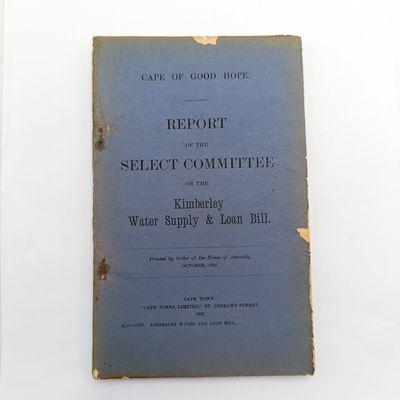 CAPE OF GOOD HOPE.
REPORT
OF THE
SELECT COMMITTEE
ON THE
Kimberley
Water Supply & Loan Bill.
Printed by Order of the House of Assembly,
OCTOBER,
CAPE TOWN:
"CAPE TIMES, LIMITED," ST. GEORGE'S STREET,
KIMBERLEY WATER AND LOAN BILL.